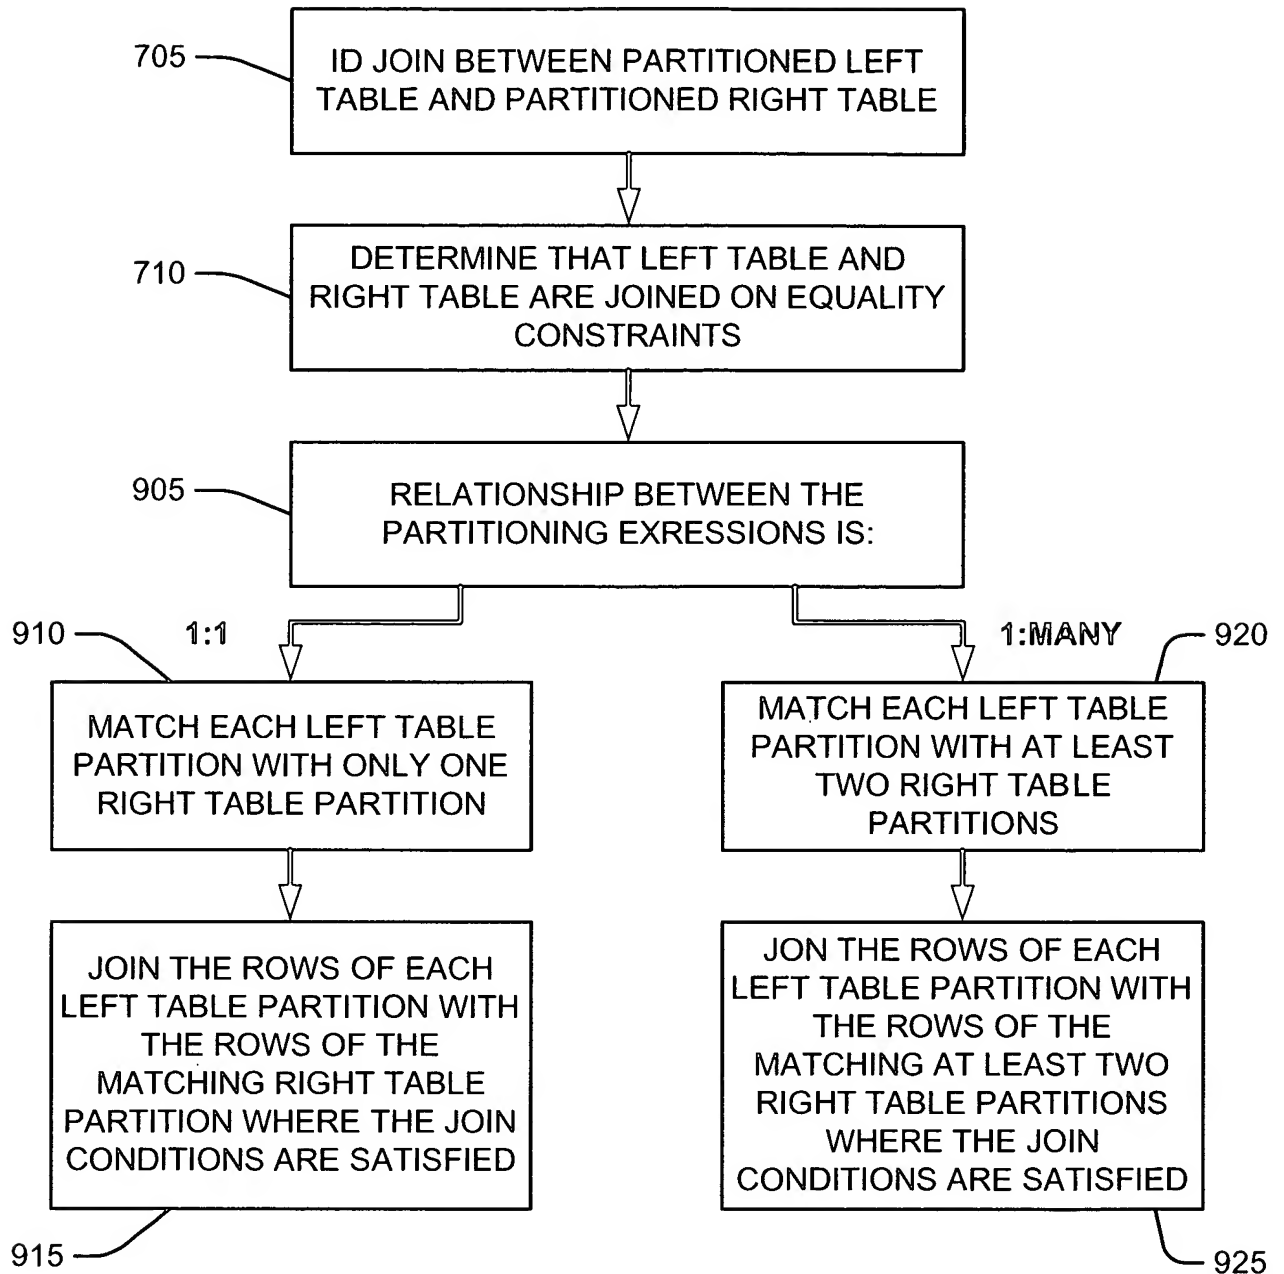 705
ID JOIN BETWEEN PARTITIONED LEFT
TABLE AND PARTITIONED RIGHT TABLE
710
DETERMINE THAT LEFT TABLE AND
RIGHT TABLE ARE JOINED ON EQUALITY
CONSTRAINTS
905
RELATIONSHIP BETWEEN THE
PARTITIONING EXRESSIONS IS:
910
1:1
1:MANY
920
MATCH EACH LEFT TABLE
PARTITION WITH ONLY ONE
RIGHT TABLE PARTITION
MATCH EACH LEFT TABLE
PARTITION WITH AT LEAST
TWO RIGHT TABLE
PARTITIONS
JOIN THE ROWS OF EACH
LEFT TABLE PARTITION WITH
THE ROWS OF THE
MATCHING RIGHT TABLE
PARTITION WHERE THE JOIN
CONDITIONS ARE SATISFIED
JON THE ROWS OF EACH
LEFT TABLE PARTITION WITH
THE ROWS OF THE
MATCHING AT LEAST TWO
RIGHT TABLE PARTITIONS
WHERE THE JOIN
CONDITIONS ARE SATISFIED
915
925